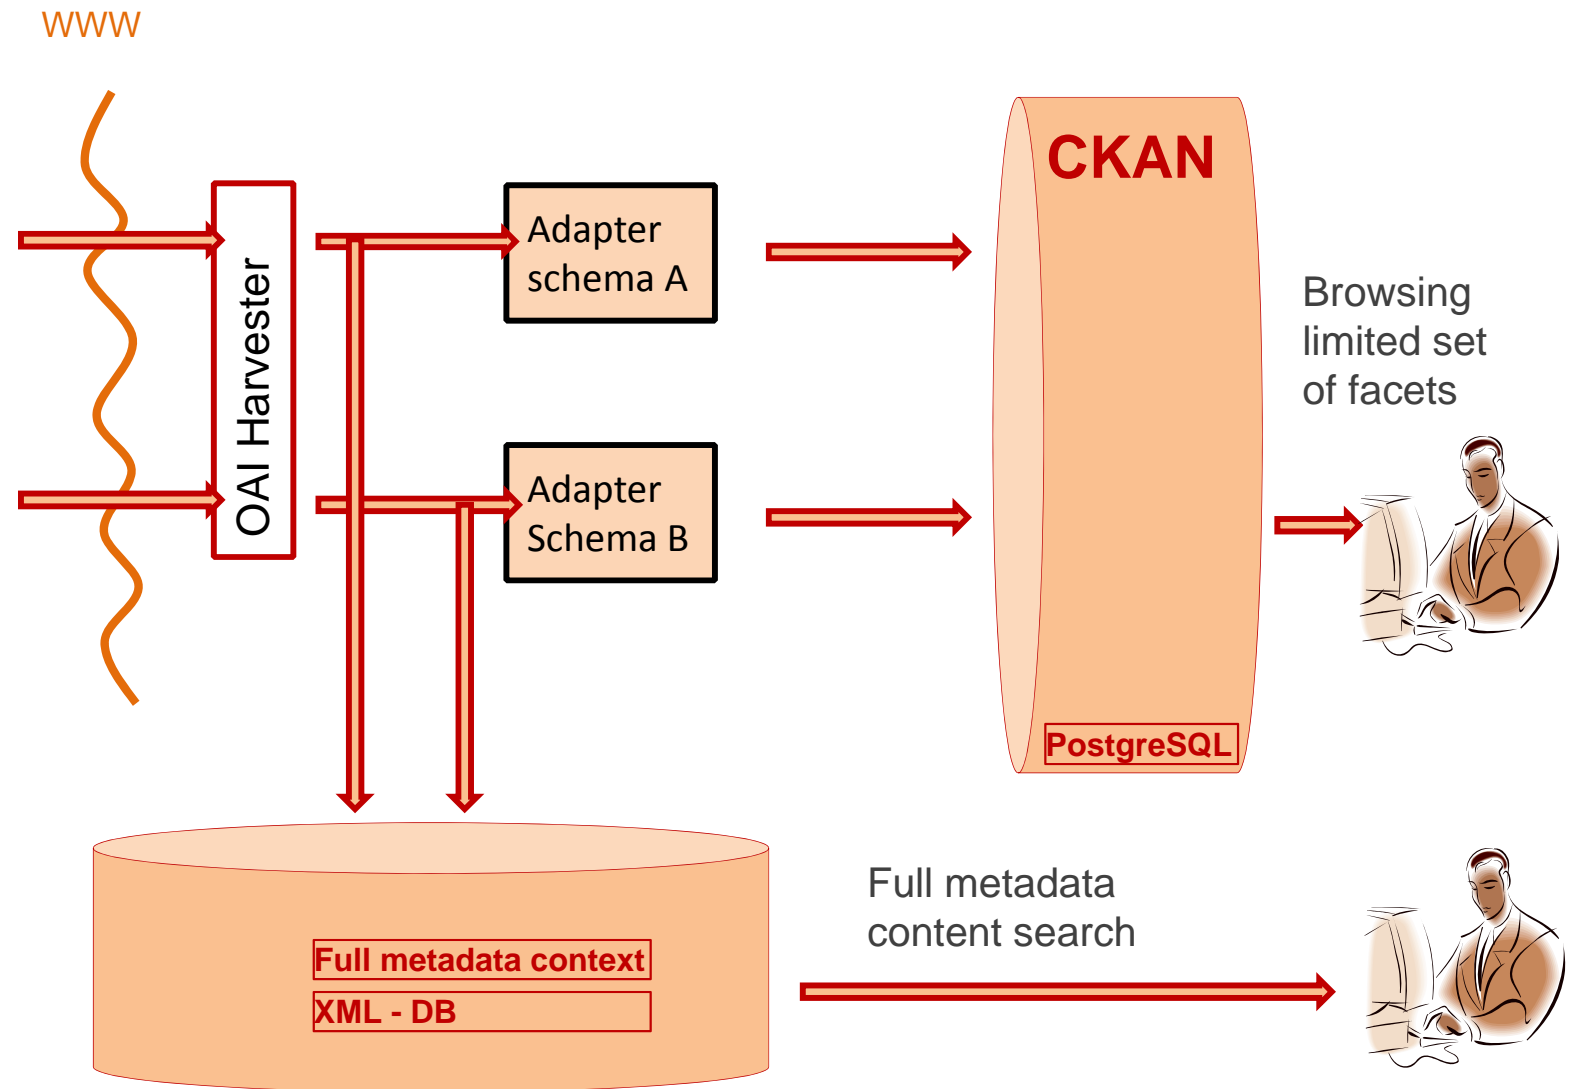 WWW
OAI Harvester
Adapter
schema A
Adapter
Schema B
CKAN
PostgreSQL
Browsing
limited set
of facets
Full metadata context
XML - DB
Full metadata
content search